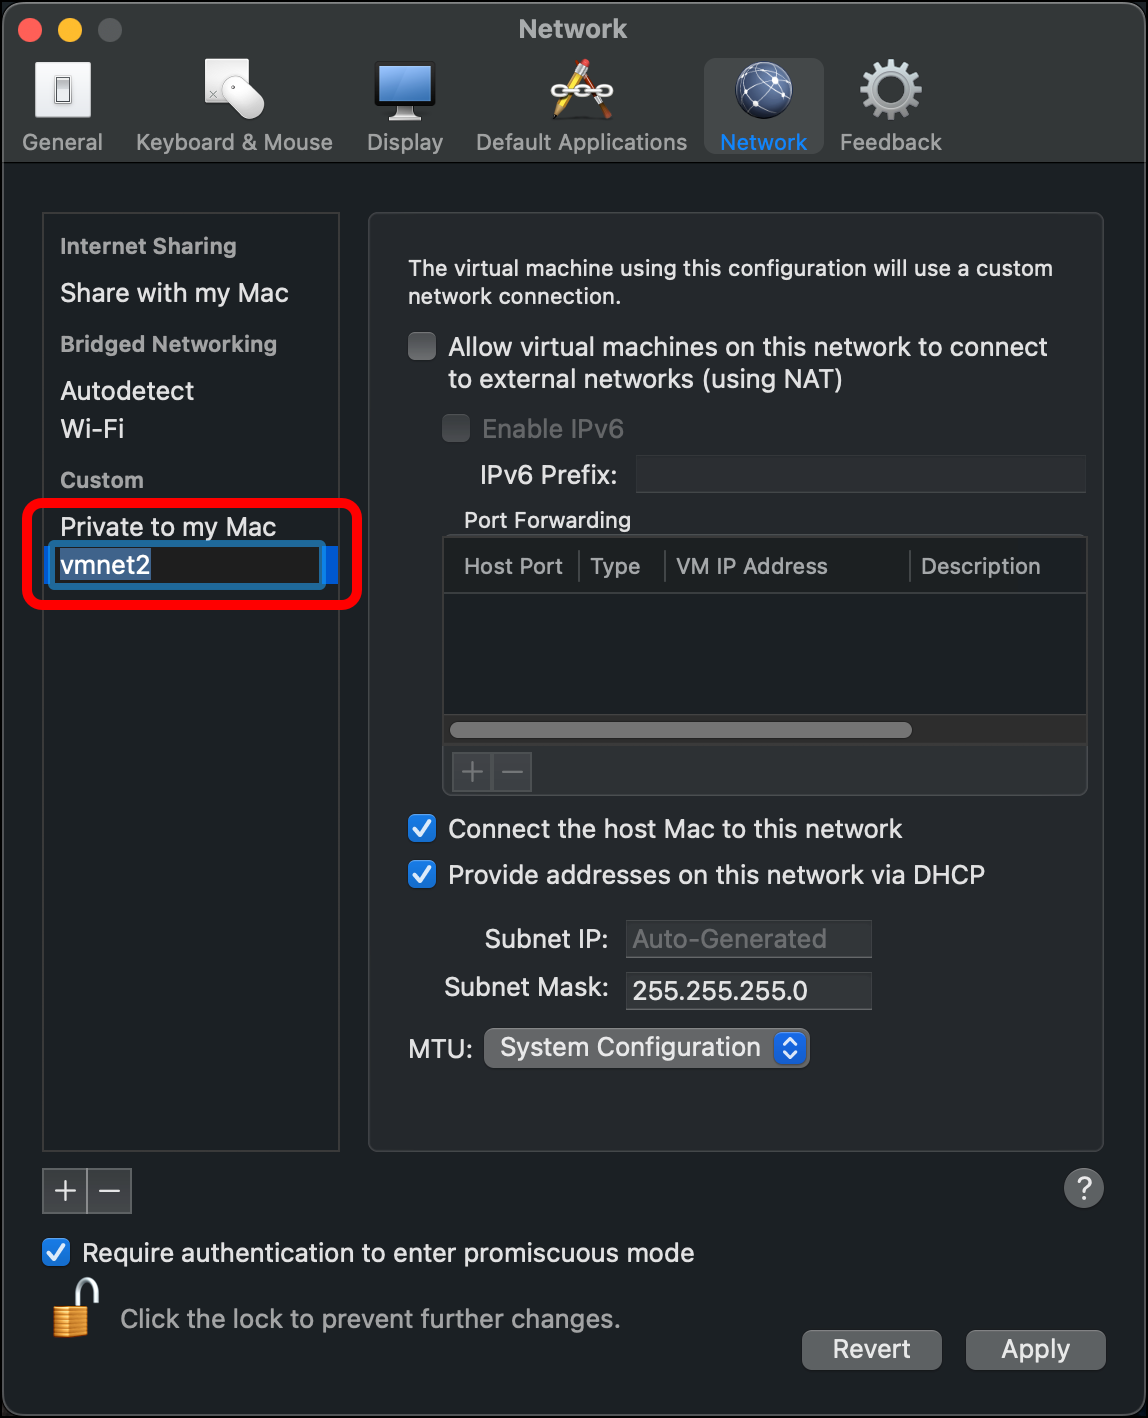 Network
General
Keyboard & Mouse
Display
Default Applications
Network
Feedback
Internet Sharing
Share with my Mac
Bridged Networking
Autodetect
Wi-Fi
Custom
Private to my Mac
vmnet2
The virtual machine using this configuration will use a custom
network connection.
Allow virtual machines on this network to connect
to external networks (using NAT)
Enable IPv6
IPv6 Prefix:
Port Forwarding
Host Port
Type
VM IP Address
Description
Connect the host Mac to this network
Provide addresses on this network via DHCP
Subnet IP: Auto-Generated
Subnet Mask: 255.255.255.0
MTU: System Configuration
?
Require authentication to enter promiscuous mode
Click the lock to prevent further changes.
Revert
Apply